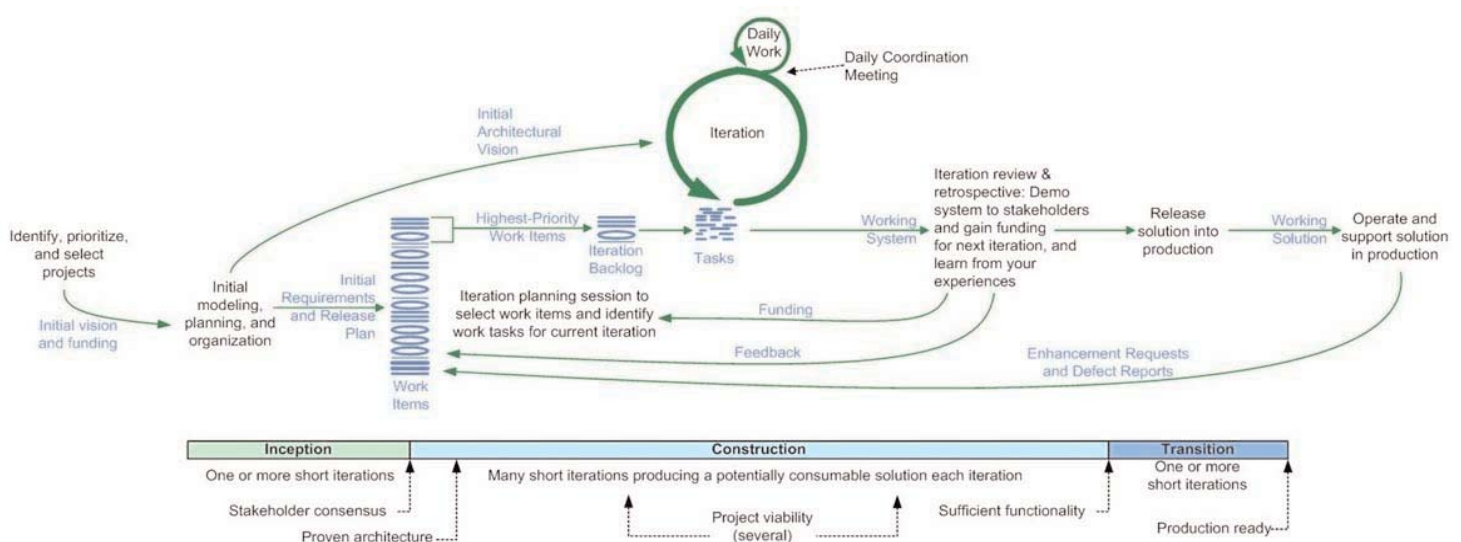 Daily
Work
Daily Coordination
Meeting
Initial
Architectural
Vision
Iteration
Identify, prioritize,
and select
projects
Initial vision
and funding
Initial
modeling,
planning, and
organization
Initial
Requirements
and Release
Plan
Work
Items
Highest-Priority
Work Items
Iteration
Backlog
Tasks
Iteration planning session to
select work items and identify
work tasks for current iteration
Working
System
Iteration review &
retrospective: Demo
system to stakeholders
and gain funding
for next iteration, and
learn from your
experiences
Funding
Feedback
Release
solution into
production
Working
Solution
Operate and
support solution
in production
Enhancement Requests
and Defect Reports
Inception
Construction
Transition
One or more short iterations
Many short iterations producing a potentially consumable solution each iteration
One or more
short iterations
Stakeholder consensus
Proven architecture
Project viability
(several)
Sufficient functionality
Production ready